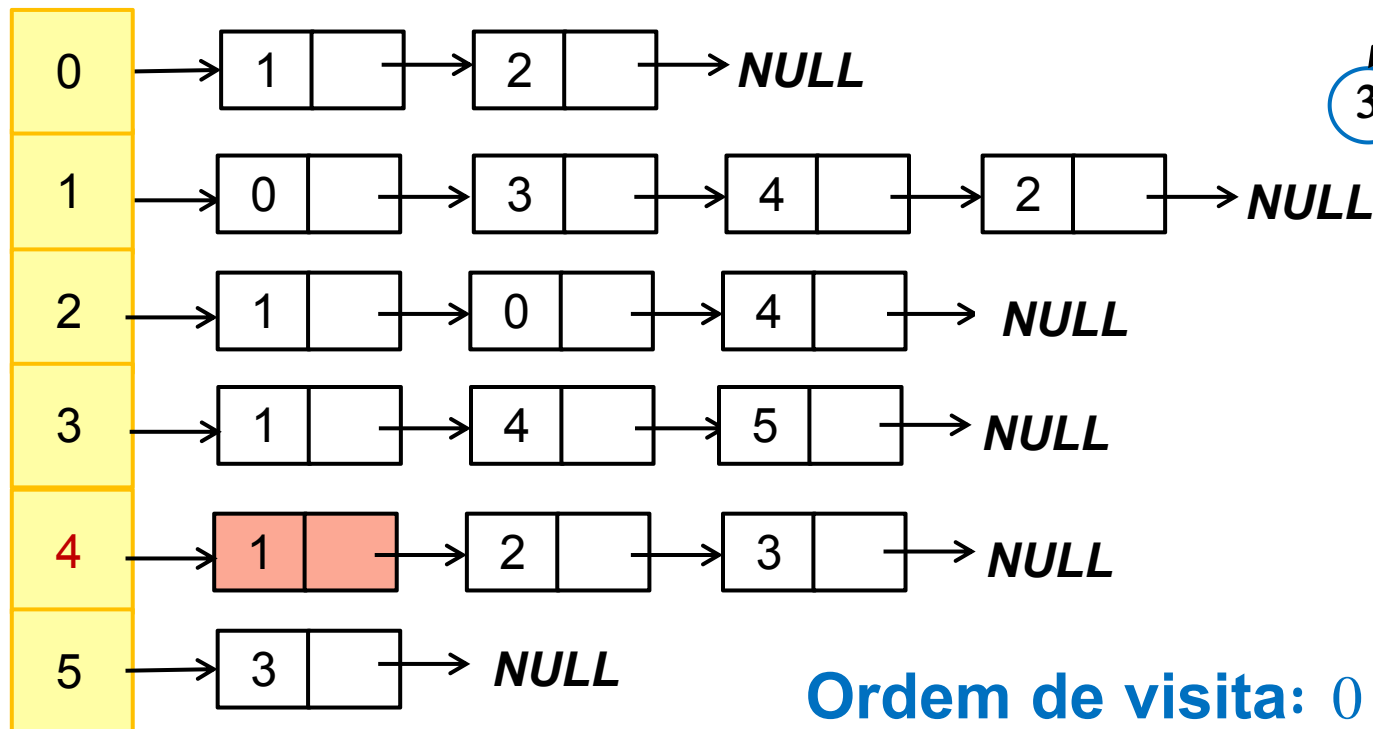 0 1 2 NULL
3
1 0 3 4 2 NULL
2 1 0 4 NULL
3 1 4 5 NULL
4 1 2 3 NULL
5 3 NULL
Ordem de visita: 0